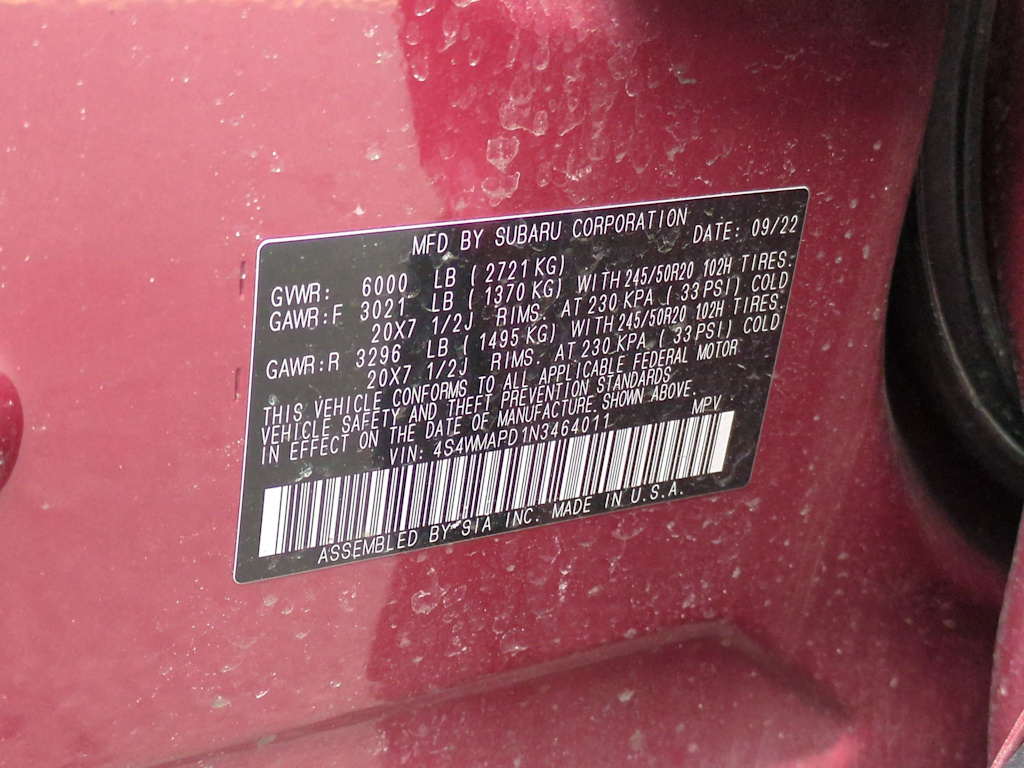 MFD BY SUBARU CORPORATION DATE: 09/22
GVWR: 6000 LB ( 2721 KG)
GAWR:F 3021 LB ( 1370 KG) WITH 245/50R20 102H TIRES.
20X7 1/2J RIMS. AT 230 KPA ( 33 PSI) COLD
GAWR:R 3296 LB ( 1495 KG) WITH 245/50R20 102H TIRES.
20X7 1/2J RIMS. AT 230 KPA ( 33 PSI) COLD
THIS VEHICLE CONFORMS TO ALL APPLICABLE FEDERAL MOTOR
VEHICLE SAFETY AND THEFT PREVENTION STANDARDS
IN EFFECT ON THE DATE OF MANUFACTURE SHOWN ABOVE.
VIN: 4S4WMAPD1N3464011 MPV
ASSEMBLED BY SIA INC. MADE IN U.S.A.